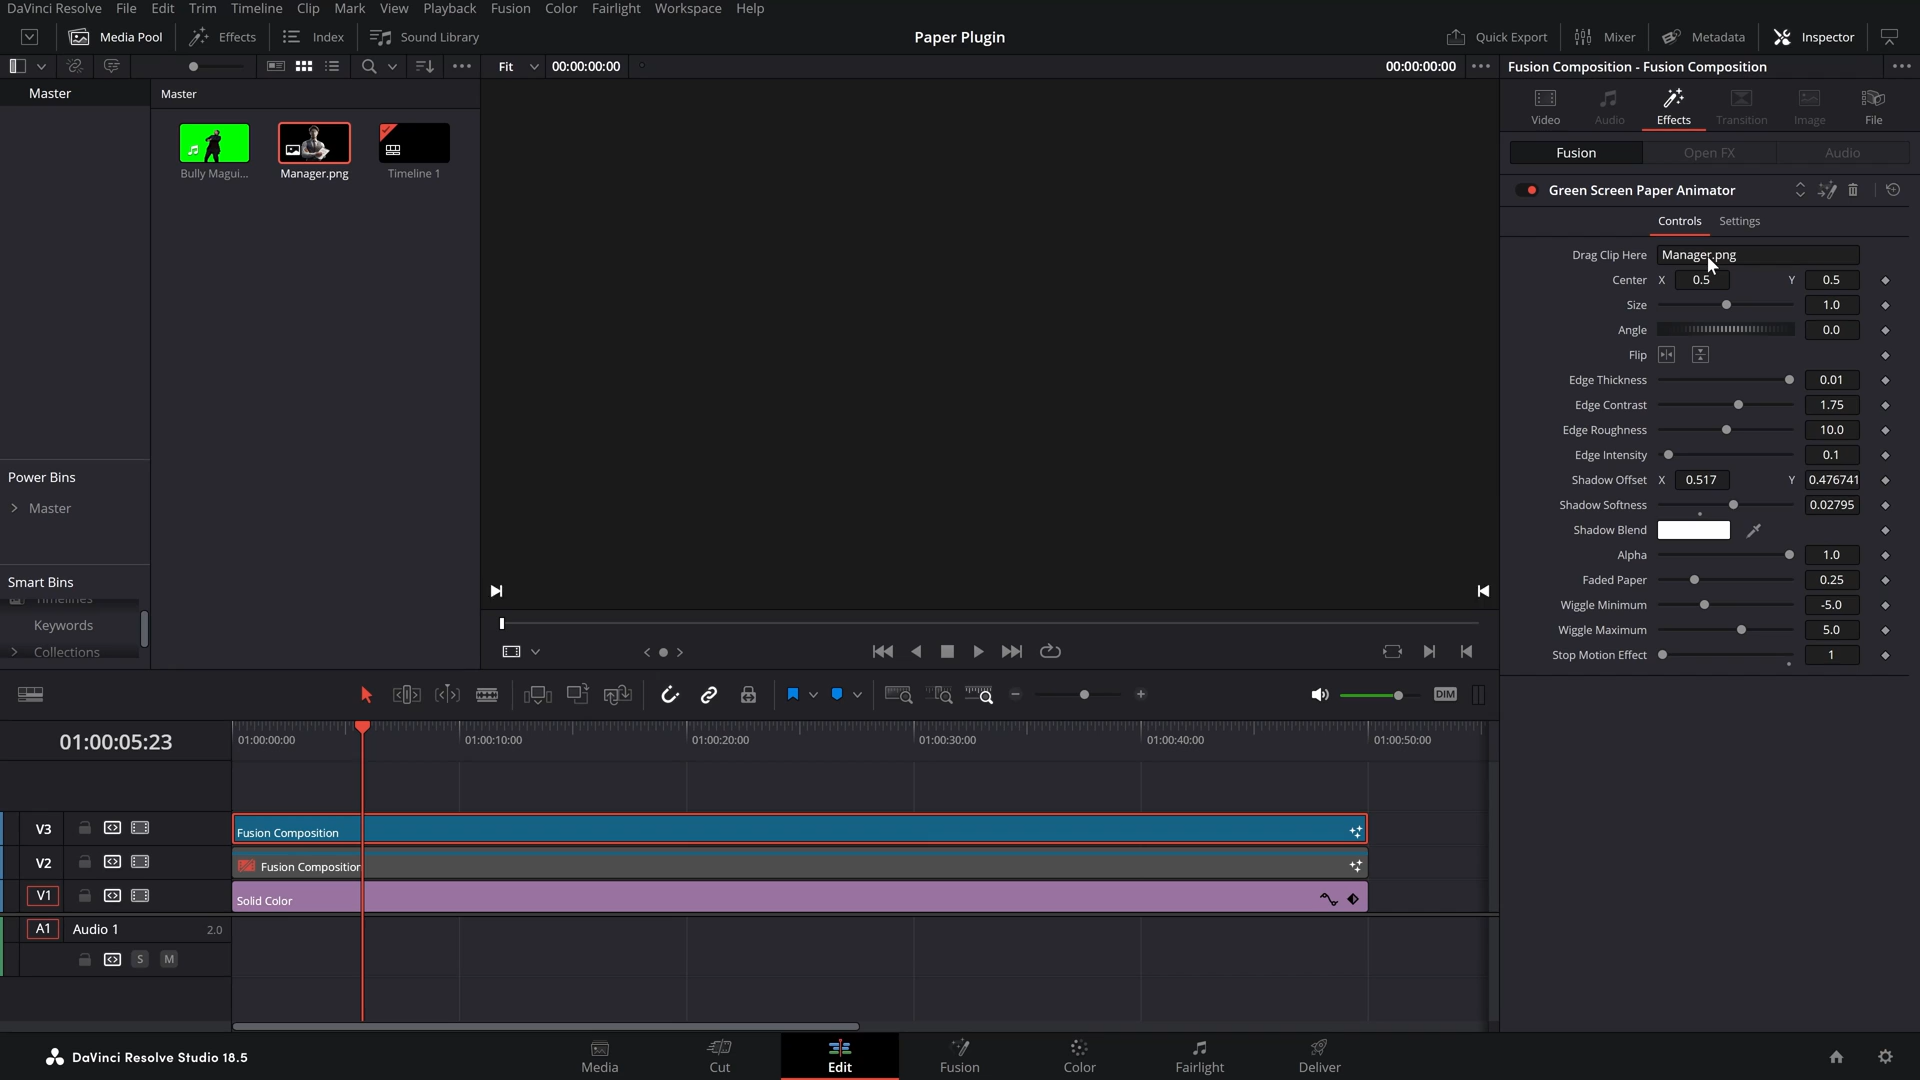 DaVinci Resolve File Edit Trim Timeline Clip Mark View Playback Fusion Color Fairlight Workspace Help
Media Pool Effects Index Sound Library Paper Plugin Quick Export Mixer Metadata Inspector
Fit 00:00:00:00 00:00:00:00 Fusion Composition - Fusion Composition
Master Master
Video Audio Effects Transition Image File
Fusion Open FX Audio
Bully Magui... Manager.png Timeline 1
Green Screen Paper Animator
Controls Settings
Drag Clip Here Manager.png
Center X 0.5 Y 0.5
Size 1.0
Angle 0.0
Flip
Edge Thickness 0.01
Edge Contrast 1.75
Edge Roughness 10.0
Edge Intensity 0.1
Shadow Offset X 0.517 Y 0.476741
Shadow Softness 0.02795
Shadow Blend
Alpha 1.0
Faded Paper 0.25
Wiggle Minimum -5.0
Wiggle Maximum 5.0
Stop Motion Effect 1
Power Bins
Master
Smart Bins
Timelines
Keywords
Collections
DIM
01:00:05:23
01:00:00:00 01:00:10:00 01:00:20:00 01:00:30:00 01:00:40:00 01:00:50:00
V3 Fusion Composition
V2 Fusion Composition
V1 Solid Color
A1 Audio 1 2.0
S M
DaVinci Resolve Studio 18.5
Media Cut Edit Fusion Color Fairlight Deliver